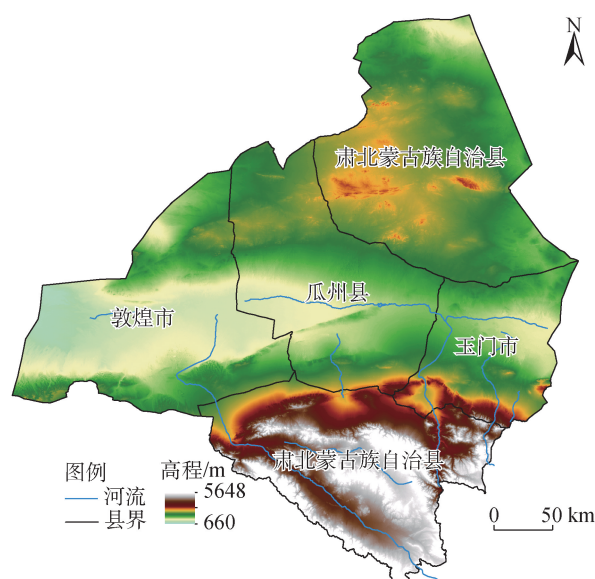 N
肃北蒙古族自治县
瓜州县
敦煌市
玉门市
肃北蒙古族自治县
图例
河流
县界
高程/m
5648
660
0 50 km